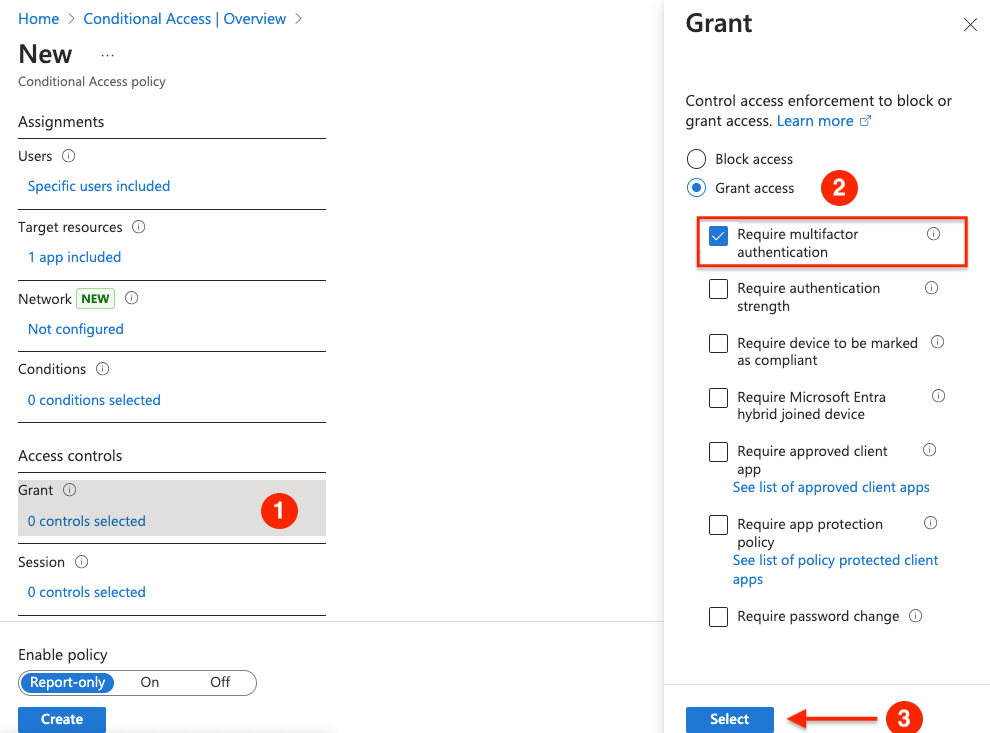 Home > Conditional Access | Overview >
New ...
Conditional Access policy
Assignments
Users
Specific users included
Target resources
1 app included
Network NEW
Not configured
Conditions
0 conditions selected
Access controls
Grant
0 controls selected
1
Session
0 controls selected
Enable policy
Report-only On Off
Create
Grant
Control access enforcement to block or
grant access. Learn more
Block access
Grant access
2
Require multifactor
authentication
Require authentication
strength
Require device to be marked
as compliant
Require Microsoft Entra
hybrid joined device
Require approved client
app
See list of approved client apps
Require app protection
policy
See list of policy protected client
apps
Require password change
Select
3